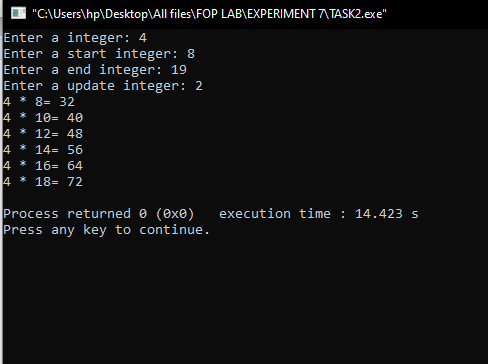 "C:\Users\hp\Desktop\All files\FOP LAB\EXPERIMENT 7\TASK2.exe"
Enter a integer: 4
Enter a start integer: 8
Enter a end integer: 19
Enter a update integer: 2
4 * 8= 32
4 * 10= 40
4 * 12= 48
4 * 14= 56
4 * 16= 64
4 * 18= 72
Process returned 0 (0x0)   execution time : 14.423 s
Press any key to continue.